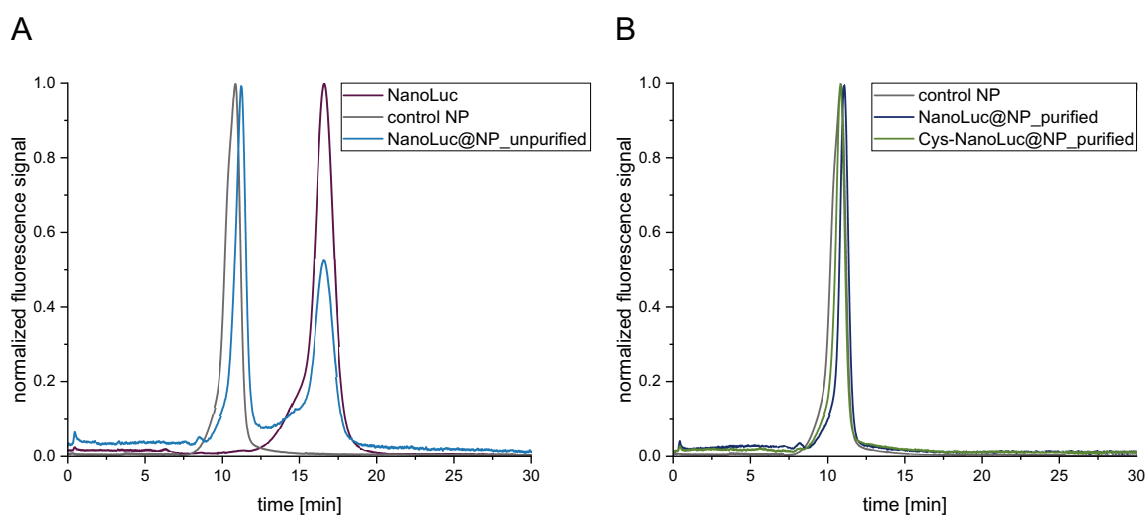 A
normalized fluorescence signal
1.0
0.8
0.6
0.4
0.2
0.0
NanoLuc
control NP
NanoLuc@NP_unpurified
0 5 10 15 20 25 30
time [min]
B
normalized fluorescence signal
1.0
0.8
0.6
0.4
0.2
0.0
control NP
NanoLuc@NP_purified
Cys-NanoLuc@NP_purified
0 5 10 15 20 25 30
time [min]